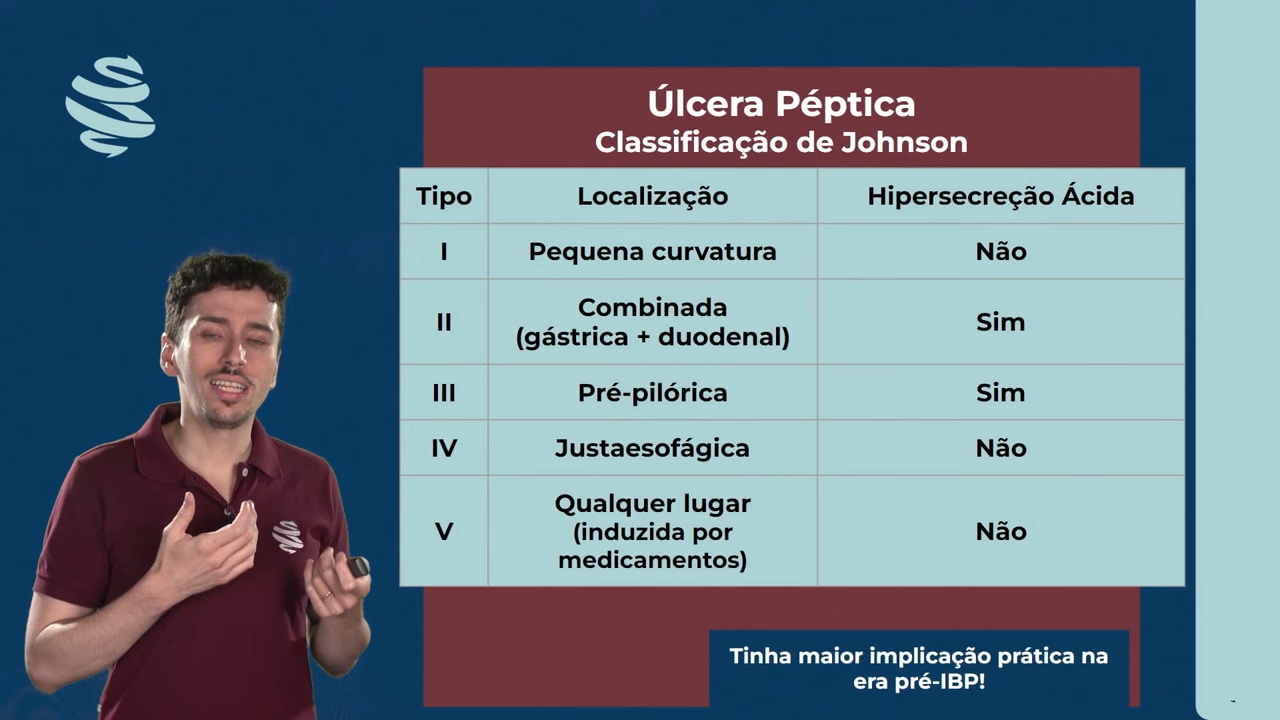 Úlcera Péptica
Classificação de Johnson
Tipo Localização Hipersecreção Ácida
I Pequena curvatura Não
II Combinada (gástrica + duodenal) Sim
III Pré-pilórica Sim
IV Justaesofágica Não
V Qualquer lugar (induzida por medicamentos) Não
Tinha maior implicação prática na
era pré-IBP!